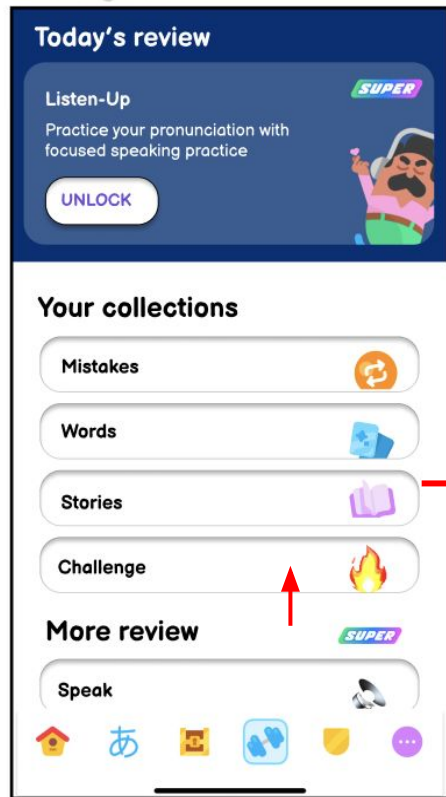 Today's review
SUPER
Listen-Up
Practice your pronunciation with
focused speaking practice
UNLOCK
Your collections
Mistakes
Words
Stories
Challenge
More review
SUPER
Speak
あ